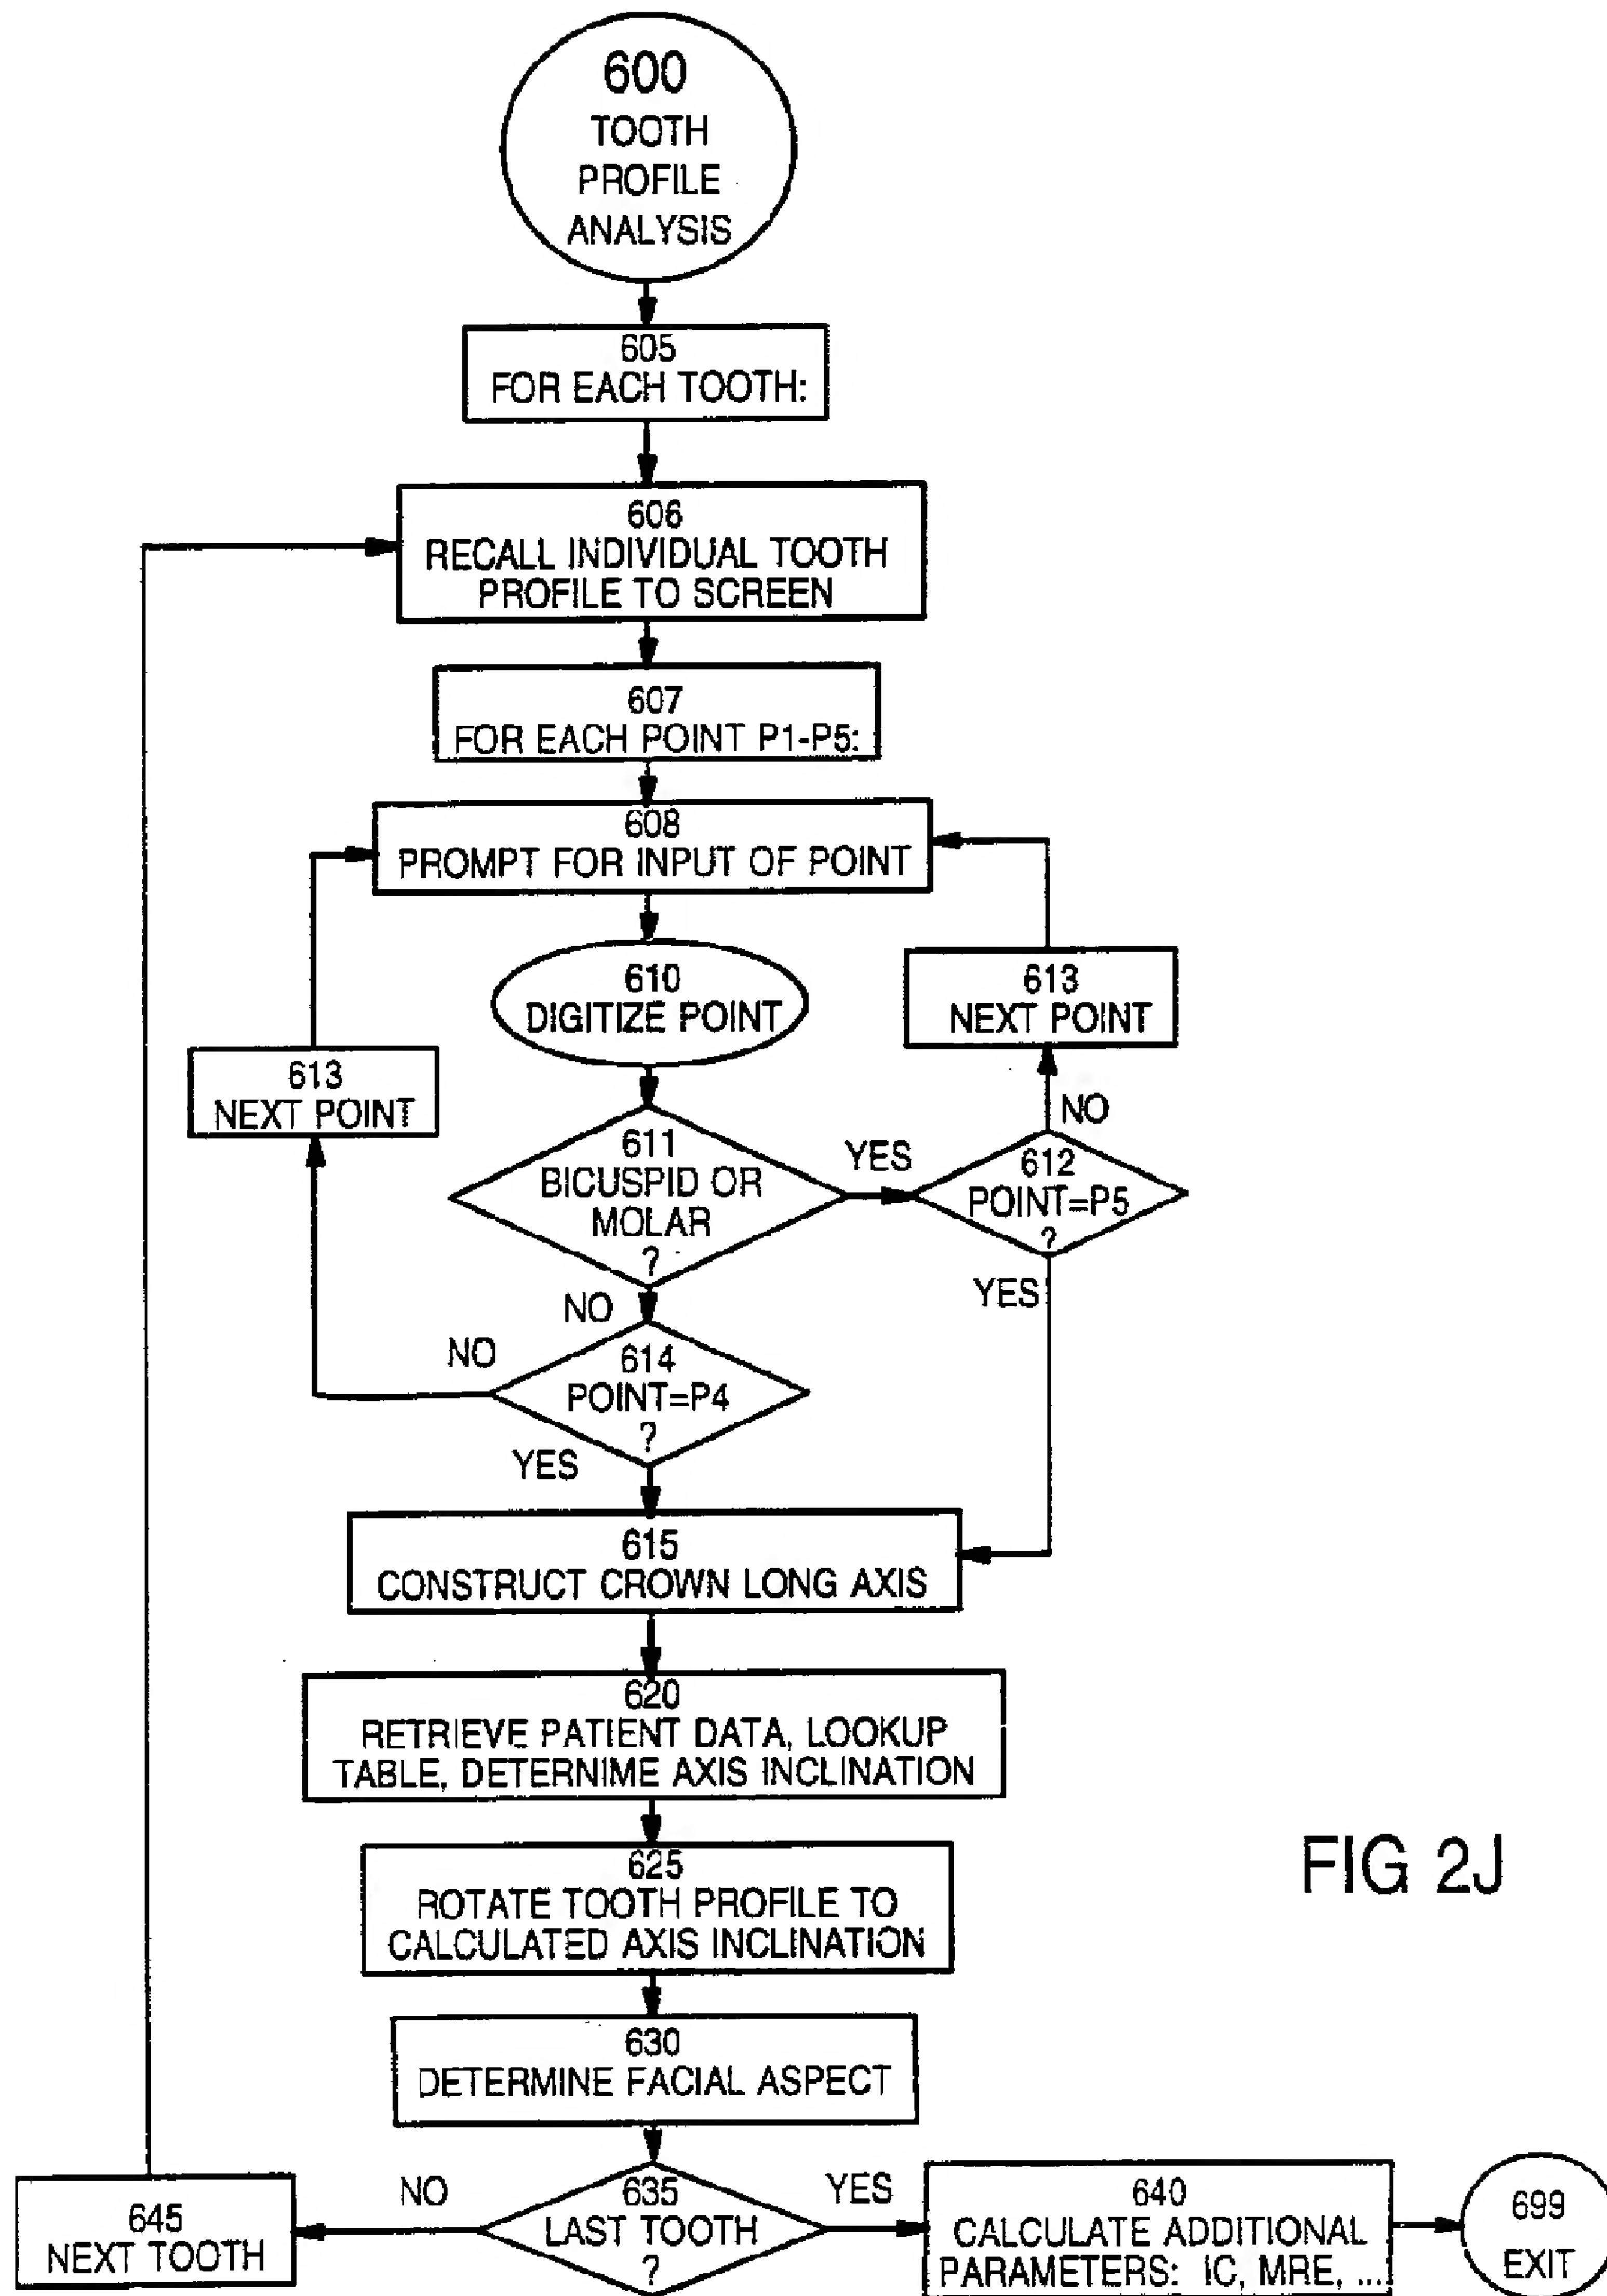 600
TOOTH
PROFILE
ANALYSIS
605
FOR EACH TOOTH:
606
RECALL INDIVIDUAL TOOTH
PROFILE TO SCREEN
607
FOR EACH POINT P1-P5:
608
PROMPT FOR INPUT OF POINT
610
DIGITIZE POINT
613
NEXT POINT
613
NEXT POINT
611
BICUSPID OR
MOLAR
?
YES
NO
612
POINT=P5
?
NO
YES
614
POINT=P4
?
NO
YES
615
CONSTRUCT CROWN LONG AXIS
620
RETRIEVE PATIENT DATA, LOOKUP
TABLE, DETERNIME AXIS INCLINATION
625
ROTATE TOOTH PROFILE TO
CALCULATED AXIS INCLINATION
FIG 2J
630
DETERMINE FACIAL ASPECT
635
LAST TOOTH
?
NO
YES
645
NEXT TOOTH
640
CALCULATE ADDITIONAL
PARAMETERS: IC, MRE, ...
699
EXIT